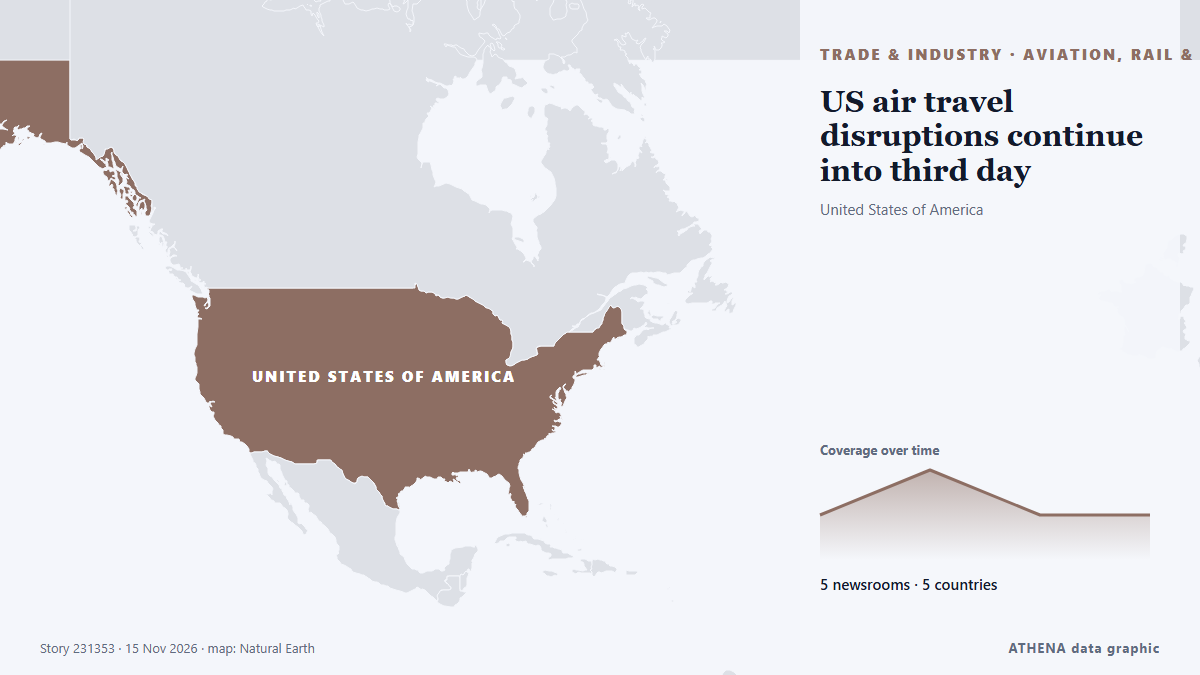 TRADE & INDUSTRY · AVIATION, RAIL &
US air travel
disruptions continue
into third day
United States of America
UNITED STATES OF AMERICA
Coverage over time
5 newsrooms · 5 countries
Story 231353 · 15 Nov 2026 · map: Natural Earth
ATHENA data graphic